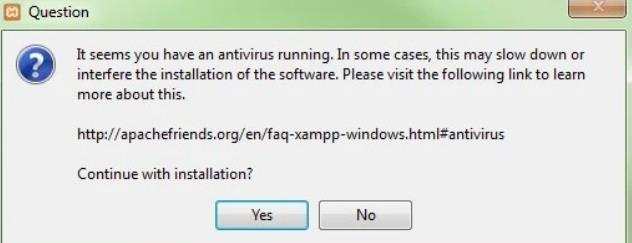 Question
It seems you have an antivirus running. In some cases, this may slow down or
interfere the installation of the software. Please visit the following link to learn
more about this.
http://apachefriends.org/en/faq-xampp-windows.html#antivirus
Continue with installation?
Yes No